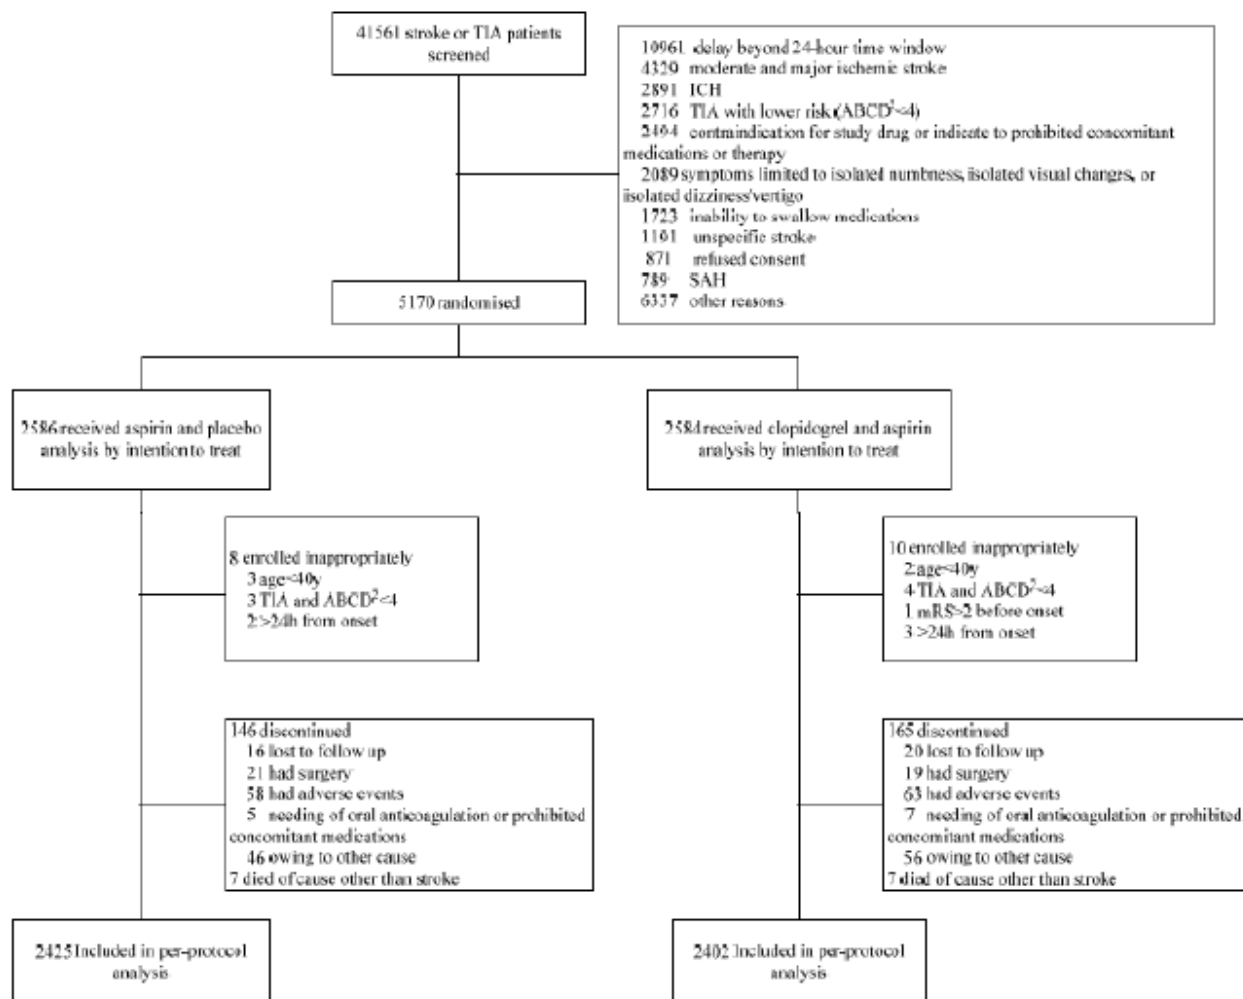 41561 stroke or TIA patients
screened
10961 delay beyond 24-hour time window
4329 moderate and major ischemic stroke
2891 ICH
2716 TIA with lower risk (ABCD²<4)
2494 contraindication for study drug or indicate to prohibited concomitant
medications or therapy
2089 symptoms limited to isolated numbness, isolated visual changes, or
isolated dizziness/vertigo
1723 inability to swallow medications
1191 unspecific stroke
871 refused consent
789 SAH
6337 other reasons
5170 randomised
2586 received aspirin and placebo
analysis by intention to treat
2584 received clopidogrel and aspirin
analysis by intention to treat
8 enrolled inappropriately
3 age<40y
3 TIA and ABCD²<4
2 >24h from onset
10 enrolled inappropriately
2 age<40y
4 TIA and ABCD²<4
1 mRS>2 before onset
3 >24h from onset
146 discontinued
16 lost to follow up
21 had surgery
58 had adverse events
5 needing of oral anticoagulation or prohibited
concomitant medications
46 owing to other cause
7 died of cause other than stroke
165 discontinued
20 lost to follow up
19 had surgery
63 had adverse events
7 needing of oral anticoagulation or prohibited
concomitant medications
56 owing to other cause
7 died of cause other than stroke
2425 Included in per-protocol
analysis
2402 Included in per-protocol
analysis